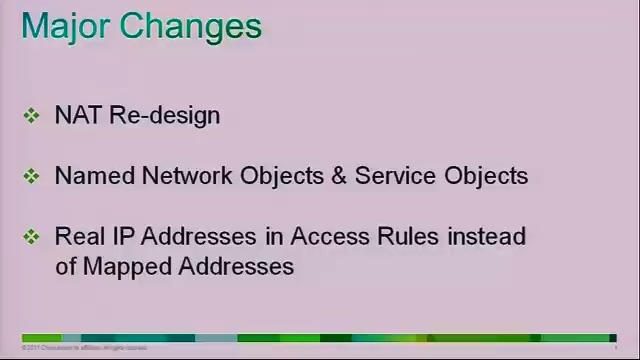 Major Changes
NAT Re-design
Named Network Objects & Service Objects
Real IP Addresses in Access Rules instead
of Mapped Addresses